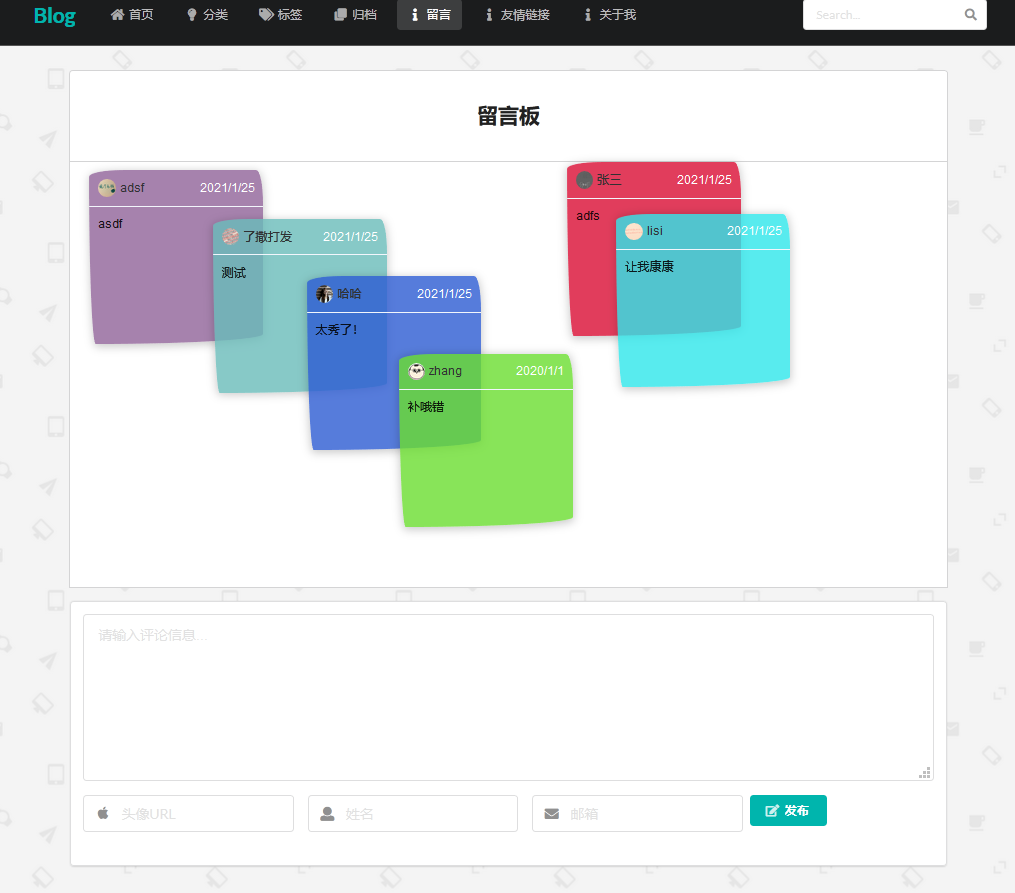 Blog 首页 分类 标签 归档 留言 友情链接 关于我 Search...
留言板
adsf 2021/1/25
asdf
了撒打发 2021/1/25
测试
哈哈 2021/1/25
太秀了!
zhang 2020/1/1
补哦错
张三 2021/1/25
adfs
lisi 2021/1/25
让我康康
请输入评论信息...
头像URL 姓名 邮箱 发布